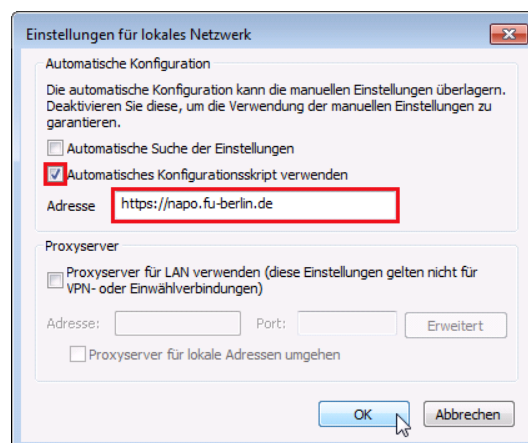 Einstellungen für lokales Netzwerk
Automatische Konfiguration
Die automatische Konfiguration kann die manuellen Einstellungen überlagern.
Deaktivieren Sie diese, um die Verwendung der manuellen Einstellungen zu
garantieren.
Automatische Suche der Einstellungen
Automatisches Konfigurationsskript verwenden
Adresse https://napo.fu-berlin.de
Proxyserver
Proxyserver für LAN verwenden (diese Einstellungen gelten nicht für
VPN- oder Einwählverbindungen)
Adresse: Port: Erweitert
Proxyserver für lokale Adressen umgehen
OK Abbrechen